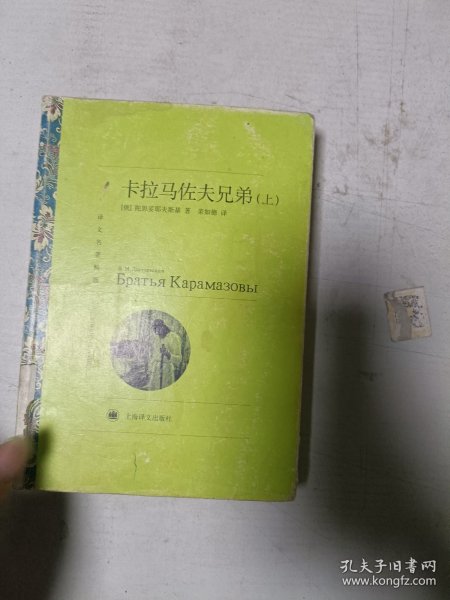 卡拉马佐夫兄弟(上)
[俄] 陀思妥耶夫斯基 著 荣如德 译
译文名著精选
Братья Карамазовы
上海译文出版社
孔夫子旧书网
www.kongfz.com